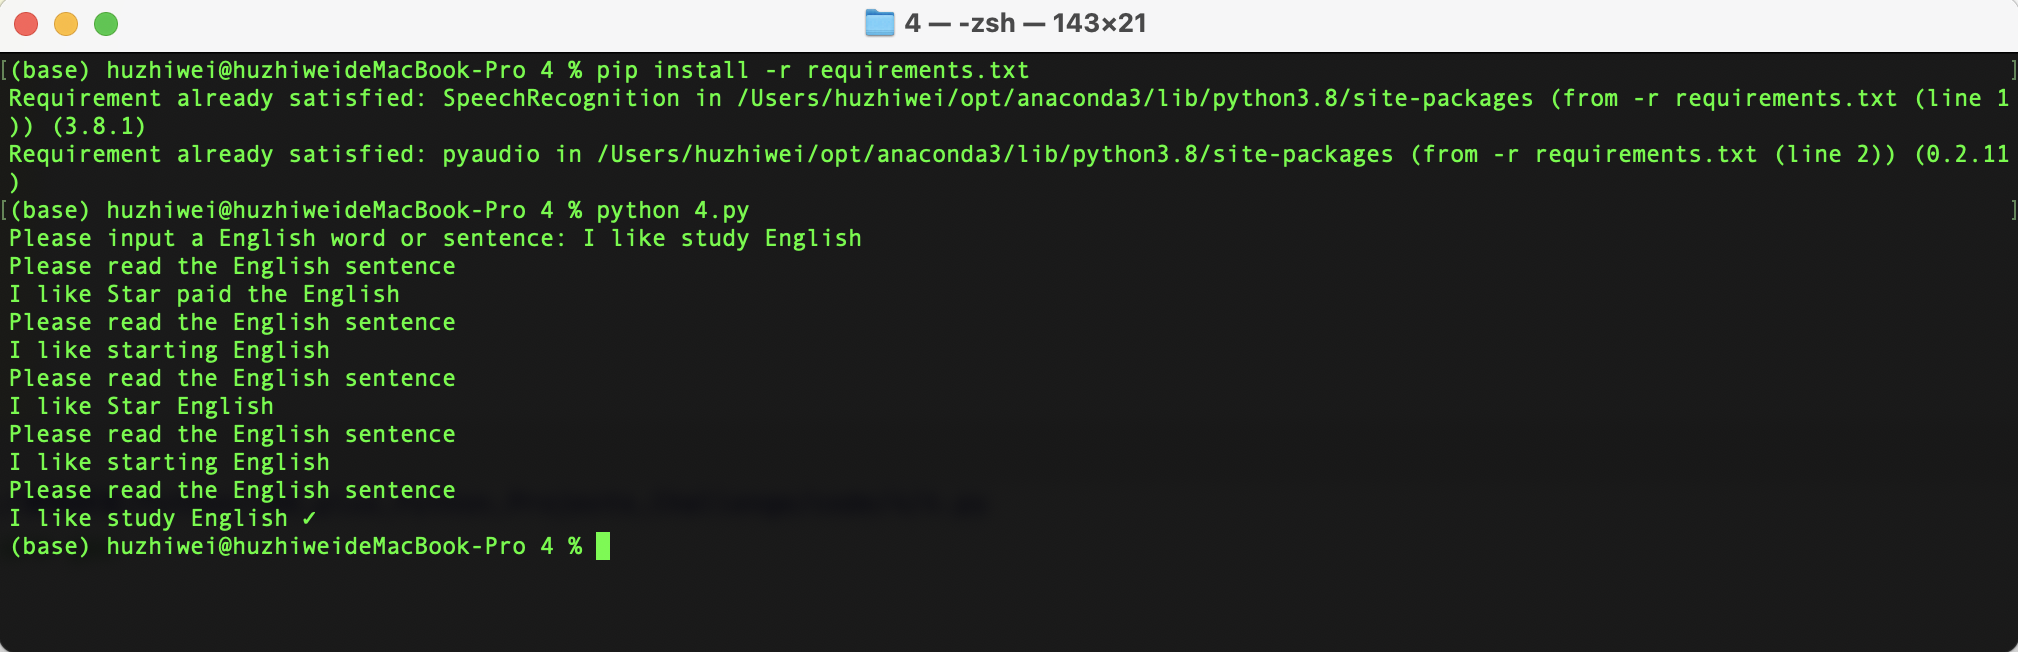 4 — -zsh — 143×21
[(base) huzhiwei@huzhiweideMacBook-Pro 4 % pip install -r requirements.txt ]
Requirement already satisfied: SpeechRecognition in /Users/huzhiwei/opt/anaconda3/lib/python3.8/site-packages (from -r requirements.txt (line 1
)) (3.8.1)
Requirement already satisfied: pyaudio in /Users/huzhiwei/opt/anaconda3/lib/python3.8/site-packages (from -r requirements.txt (line 2)) (0.2.11
)
[(base) huzhiwei@huzhiweideMacBook-Pro 4 % python 4.py ]
Please input a English word or sentence: I like study English
Please read the English sentence
I like Star paid the English
Please read the English sentence
I like starting English
Please read the English sentence
I like Star English
Please read the English sentence
I like starting English
Please read the English sentence
I like study English ✓
(base) huzhiwei@huzhiweideMacBook-Pro 4 %